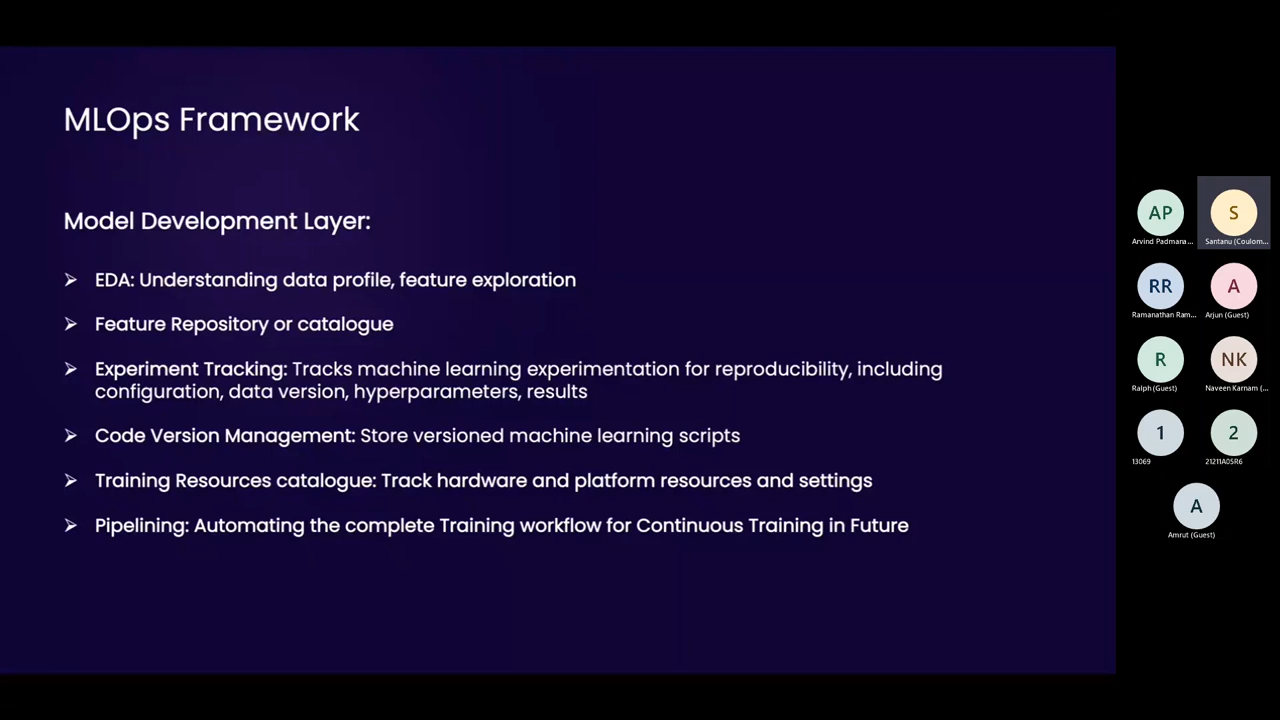 MLOps Framework
Model Development Layer:
➢ EDA: Understanding data profile, feature exploration
➢ Feature Repository or catalogue
➢ Experiment Tracking: Tracks machine learning experimentation for reproducibility, including
configuration, data version, hyperparameters, results
➢ Code Version Management: Store versioned machine learning scripts
➢ Training Resources catalogue: Track hardware and platform resources and settings
➢ Pipelining: Automating the complete Training workflow for Continuous Training in Future
AP
Arvind Padmana...
S
Santanu (Coulom...
RR
Ramanathan Ram...
A
Arjun (Guest)
R
Ralph (Guest)
NK
Naveen Karnam (...
1
13069
2
21211A05R6
A
Amrut (Guest)